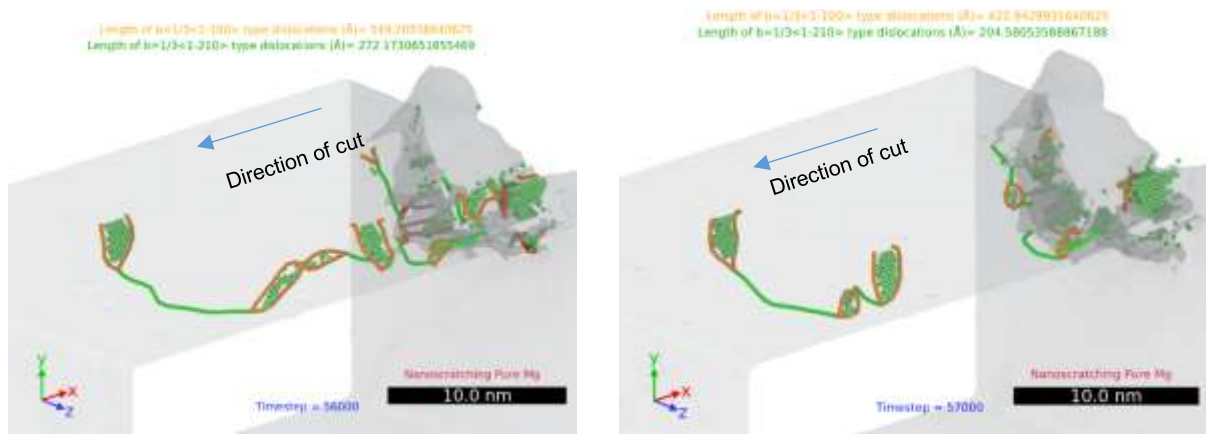 Length of b=1/3<1-100> type dislocations (Å)= 549.70556640625
Length of b=1/3<1-210> type dislocations (Å)= 272.1730651855469
Direction of cut
Nanoscratching Pure Mg
10.0 nm
Timestep = 56000
Y
X
Z
Length of b=1/3<1-100> type dislocations (Å)=
Length of b=1/3<1-210> type dislocations (Å)= 204.58053588867188
Direction of cut
Nanoscratching Pure Mg
10.0 nm
Timestep = 57000
Y
X
Z